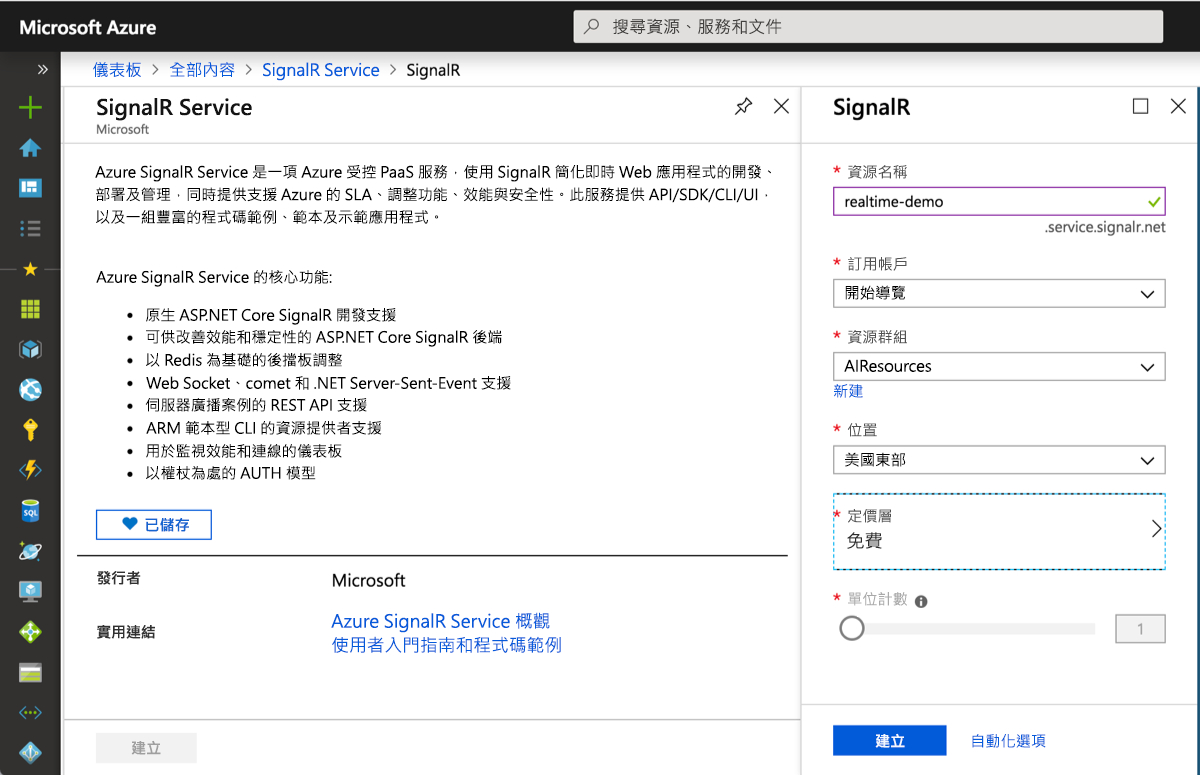 Microsoft Azure
搜尋資源、服務和文件
儀表板 > 全部內容 > SignalR Service > SignalR
SignalR Service
Microsoft
Azure SignalR Service 是一項 Azure 受控 PaaS 服務，使用 SignalR 簡化即時 Web 應用程式的開發、
部署及管理，同時提供支援 Azure 的 SLA、調整功能、效能與安全性。此服務提供 API/SDK/CLI/UI，
以及一組豐富的程式碼範例、範本及示範應用程式。
Azure SignalR Service 的核心功能:
• 原生 ASP.NET Core SignalR 開發支援
• 可供改善效能和穩定性的 ASP.NET Core SignalR 後端
• 以 Redis 為基礎的後擋板調整
• Web Socket、comet 和 .NET Server-Sent-Event 支援
• 伺服器廣播案例的 REST API 支援
• ARM 範本型 CLI 的資源提供者支援
• 用於監視效能和連線的儀表板
• 以權杖為處的 AUTH 模型
已儲存
發行者 Microsoft
實用連結 Azure SignalR Service 概觀
使用者入門指南和程式碼範例
建立
SignalR
* 資源名稱
realtime-demo
.service.signalr.net
* 訂用帳戶
開始導覽
* 資源群組
AIResources
新建
* 位置
美國東部
* 定價層
免費
* 單位計數
1
建立 自動化選項
SQL